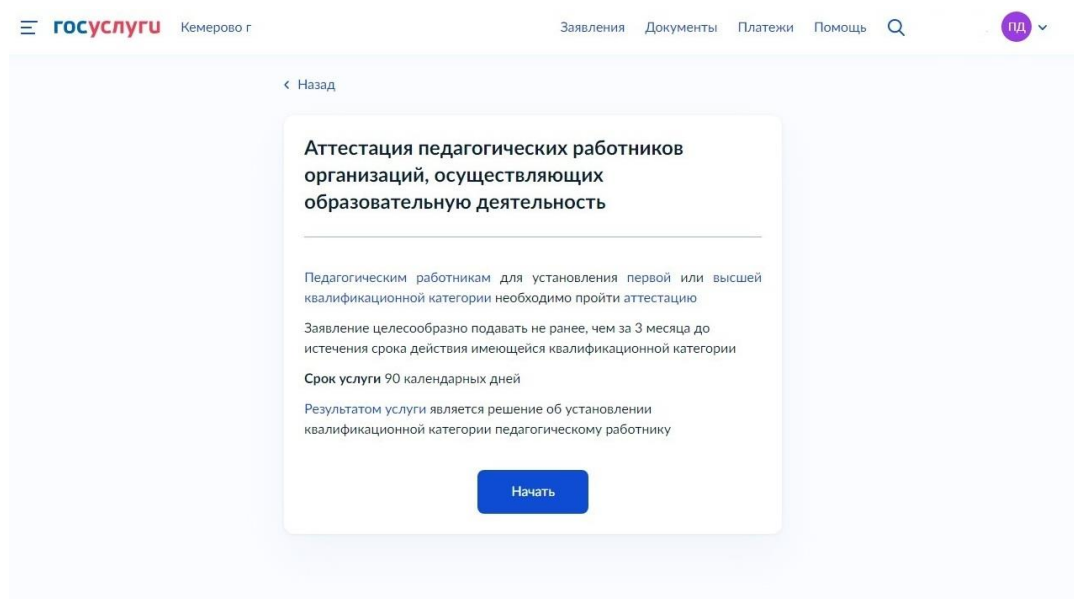 госуслуги Кемерово г Заявления Документы Платежи Помощь ПД
Назад
Аттестация педагогических работников
организаций, осуществляющих
образовательную деятельность
Педагогическим работникам для установления первой или высшей
квалификационной категории необходимо пройти аттестацию
Заявление целесообразно подавать не ранее, чем за 3 месяца до
истечения срока действия имеющейся квалификационной категории
Срок услуги 90 календарных дней
Результатом услуги является решение об установлении
квалификационной категории педагогическому работнику
Начать